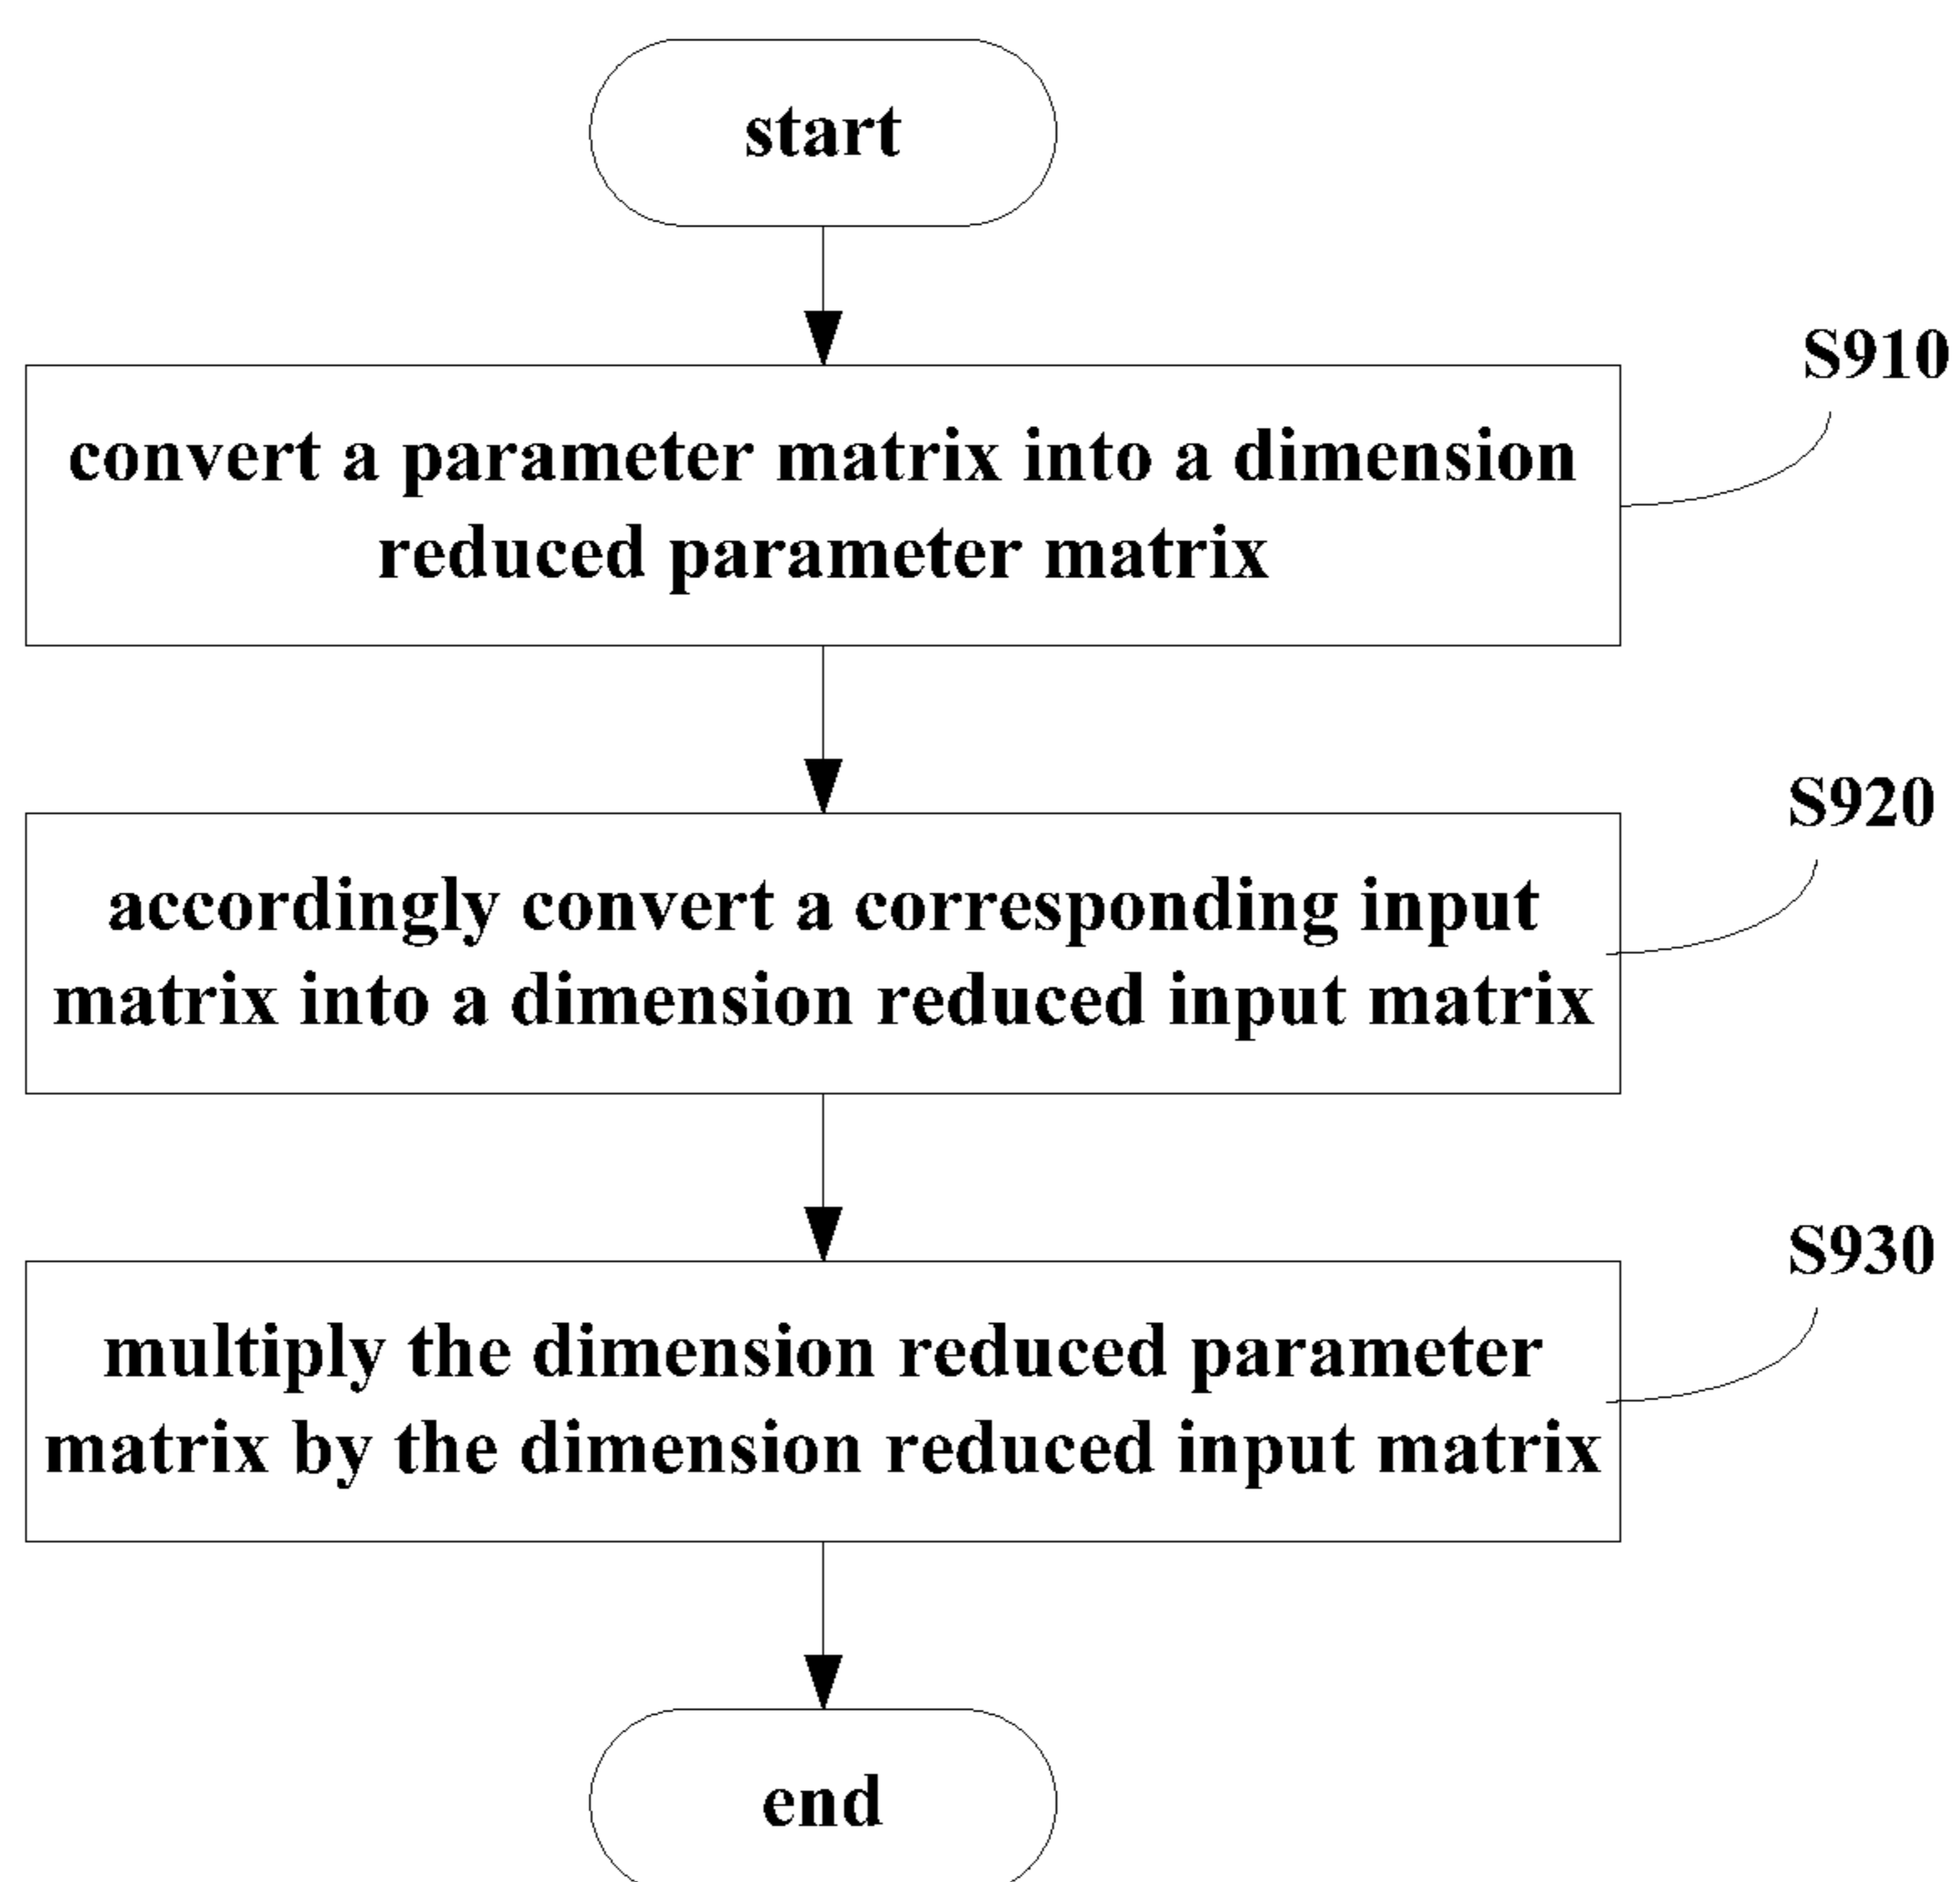 start
S910
convert a parameter matrix into a dimension
reduced parameter matrix
S920
accordingly convert a corresponding input
matrix into a dimension reduced input matrix
S930
multiply the dimension reduced parameter
matrix by the dimension reduced input matrix
end